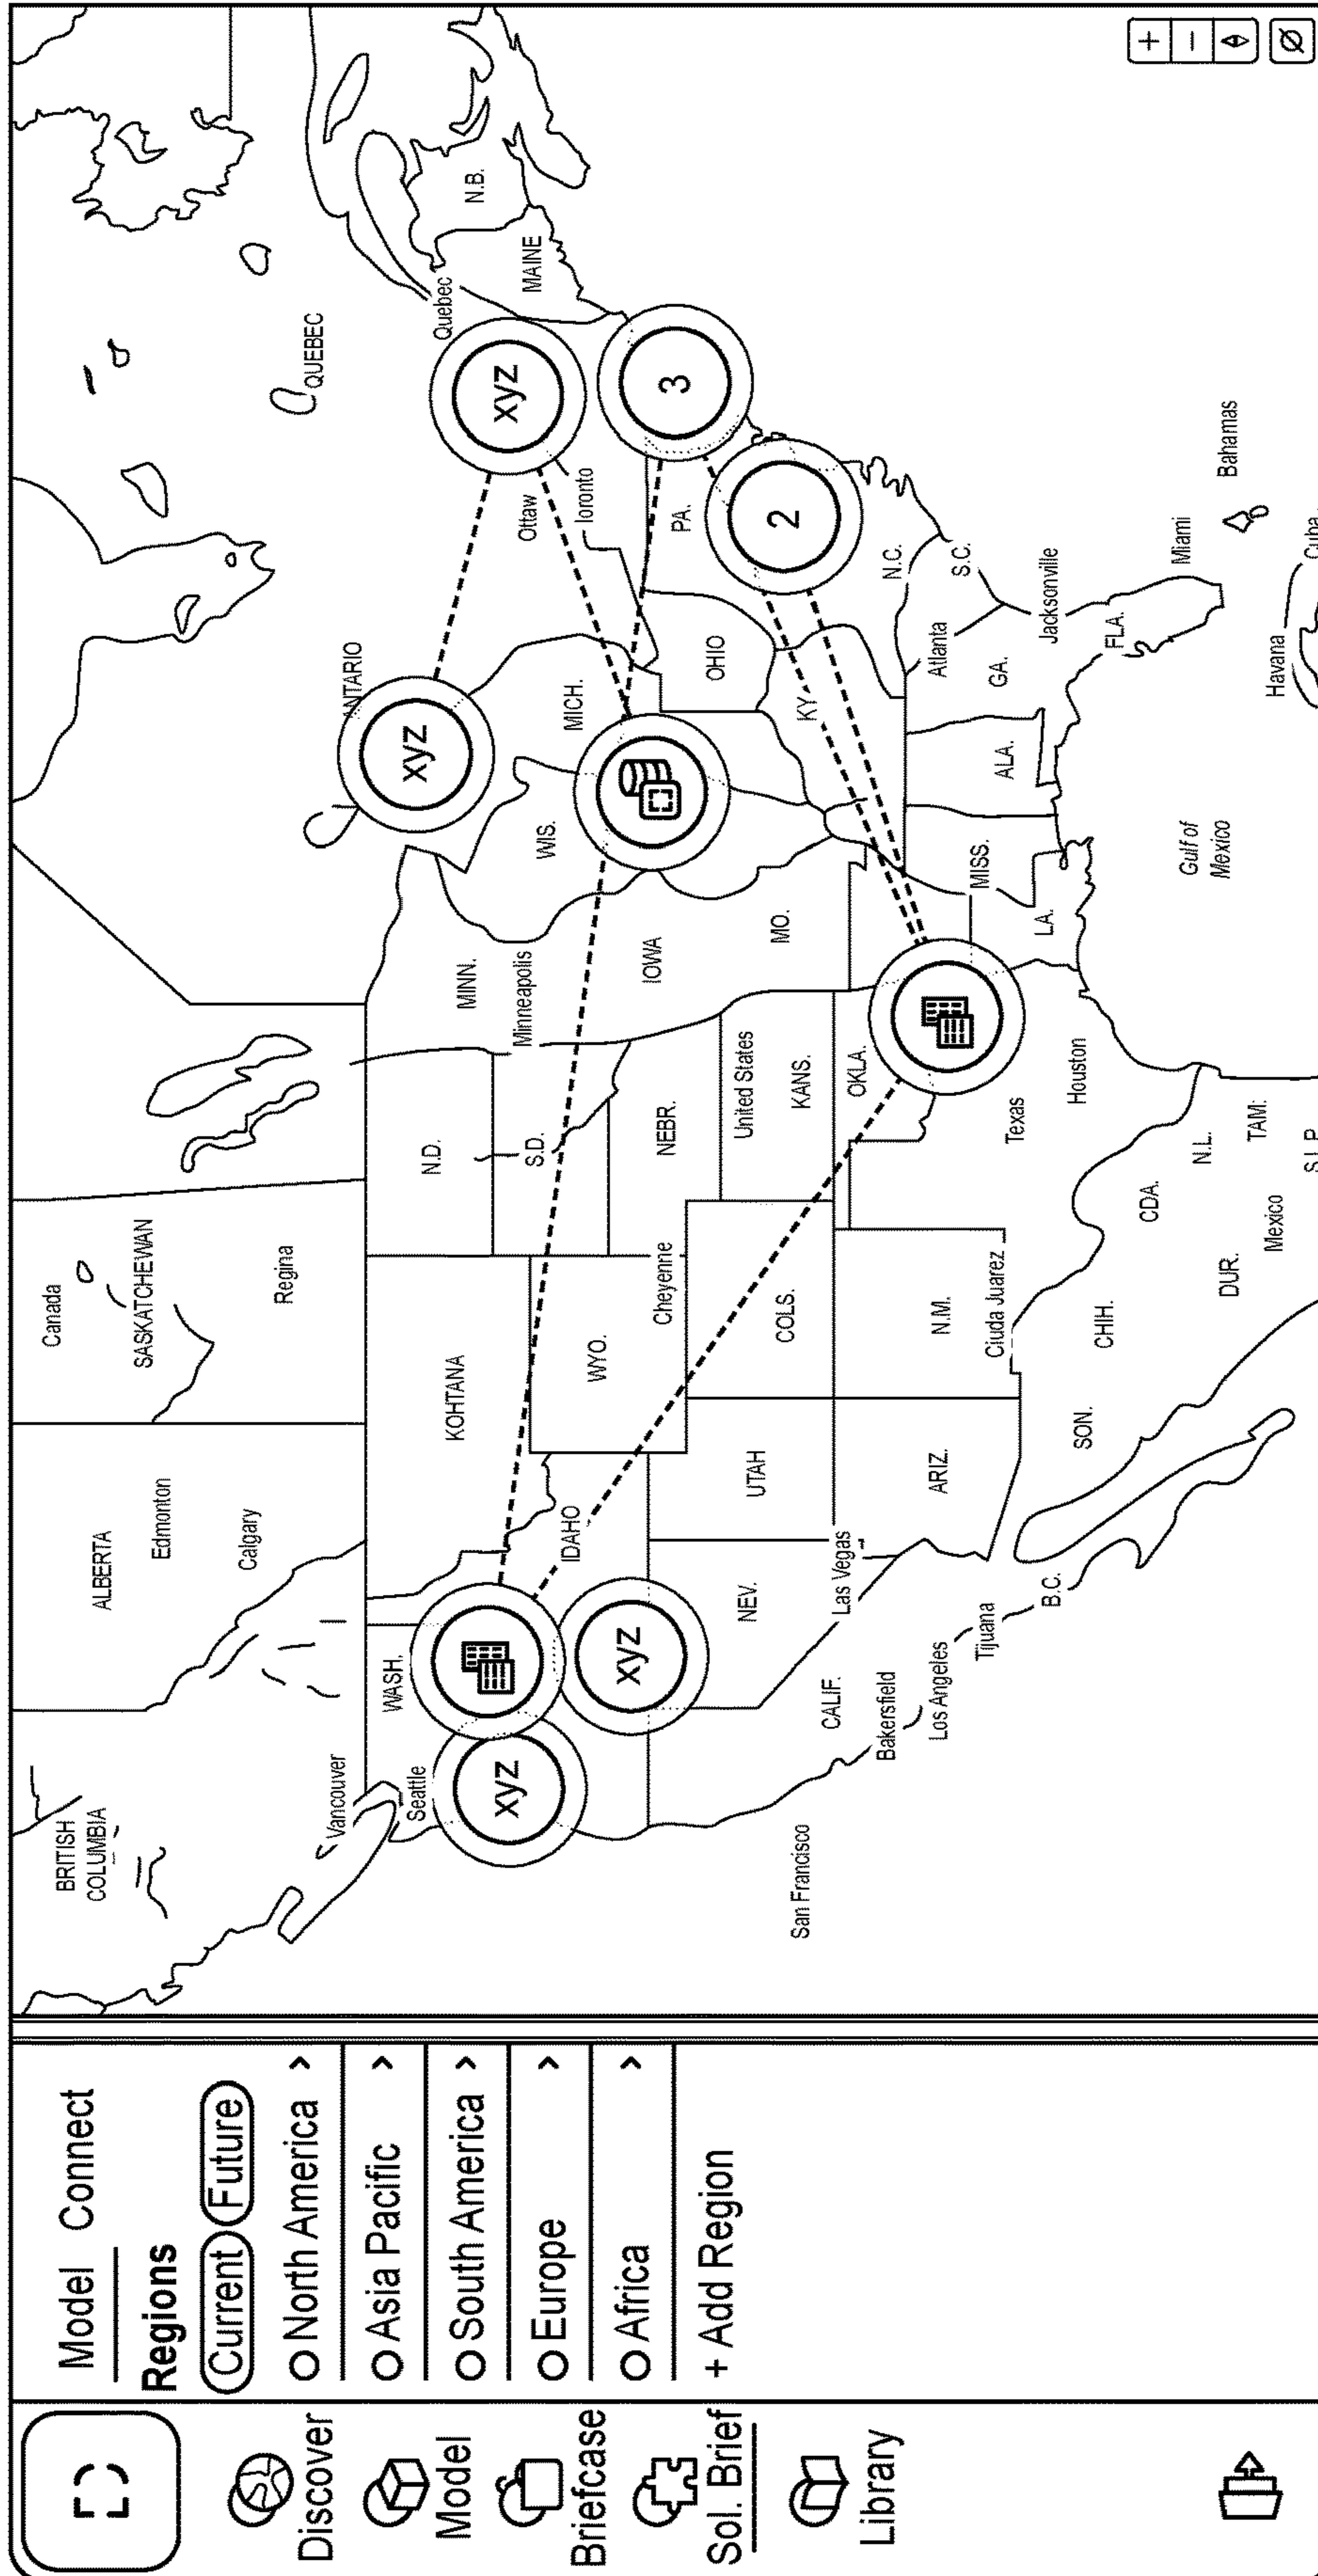 Discover
Model
Briefcase
Sol. Brief
Library
Model Connect
Regions
Current Future
O North America >
O Asia Pacific >
O South America >
O Europe >
O Africa >
+ Add Region
BRITISH
COLUMBIA
Vancouver
Seattle
ALBERTA
Edmonton
Calgary
Canada
SASKATCHEWAN
Regina
ANTARIO
QUEBEC
Quebec
N.B.
MAINE
Ottaw
Toronto
WASH.
IDAHO
KOHTANA
N.D.
S.D.
MINN.
Minneapolis
WIS.
MICH.
WYO.
Cheyenne
NEBR.
IOWA
OHIO
PA.
NEV.
UTAH
COLS.
United States
KANS.
MO.
KY
San Francisco
CALIF.
Las Vegas
Bakersfield
Los Angeles
Tijuana
B.C.
ARIZ.
N.M.
Ciuda Juarez
OKLA.
Texas
Houston
MISS.
LA.
ALA.
Atlanta
GA.
N.C.
S.C.
Jacksonville
FLA.
Miami
Bahamas
Havana
Cuba
Gulf of
Mexico
SON.
CHIH.
CDA.
N.L.
DUR.
TAM:
Mexico
S.L.P.
xyz
xyz
xyz
xyz
2
3
+
−
Ø